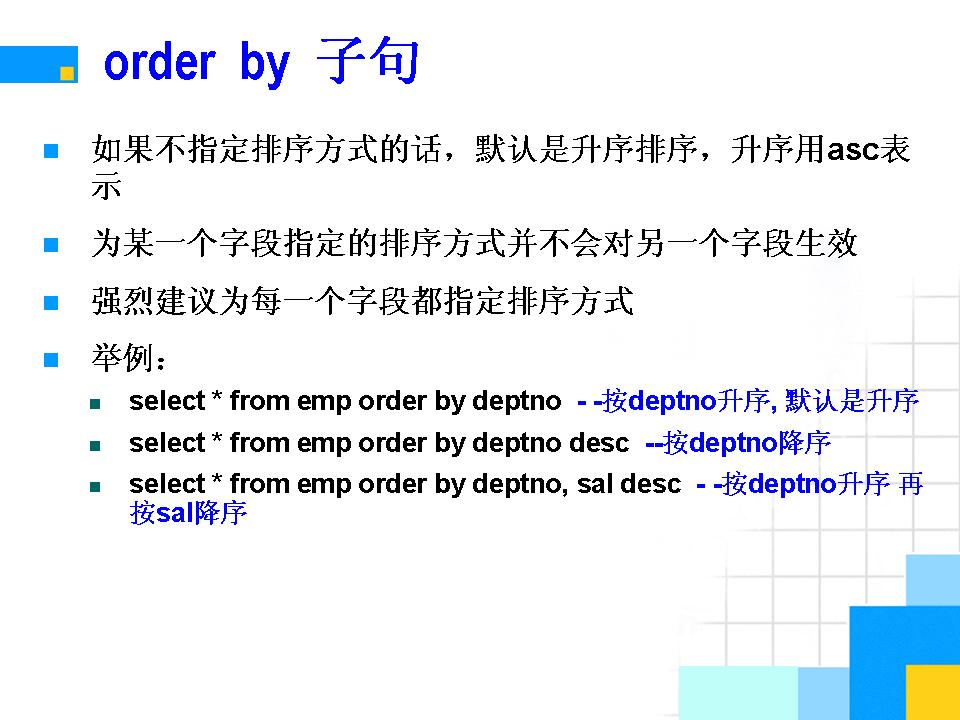 order by 子句
如果不指定排序方式的话，默认是升序排序，升序用asc表
示
为某一个字段指定的排序方式并不会对另一个字段生效
强烈建议为每一个字段都指定排序方式
举例：
select * from emp order by deptno - -按deptno升序, 默认是升序
select * from emp order by deptno desc --按deptno降序
select * from emp order by deptno, sal desc - -按deptno升序 再
按sal降序